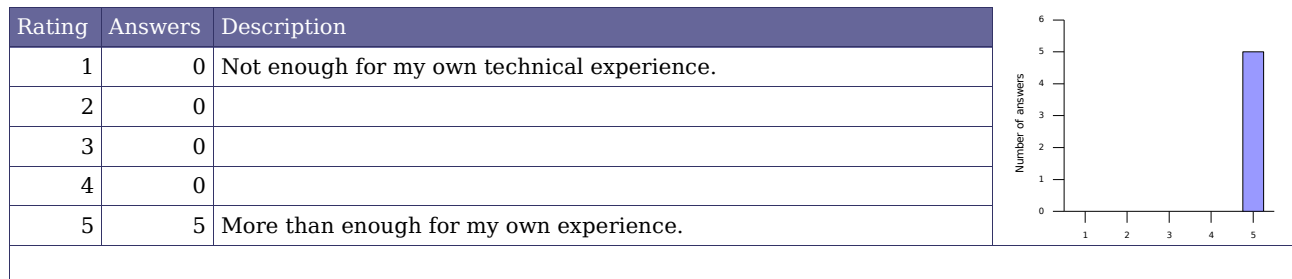 Rating Answers Description
1 0 Not enough for my own technical experience.
2 0
3 0
4 0
5 5 More than enough for my own experience.
Number of answers
6
5
4
3
2
1
0
1 2 3 4 5